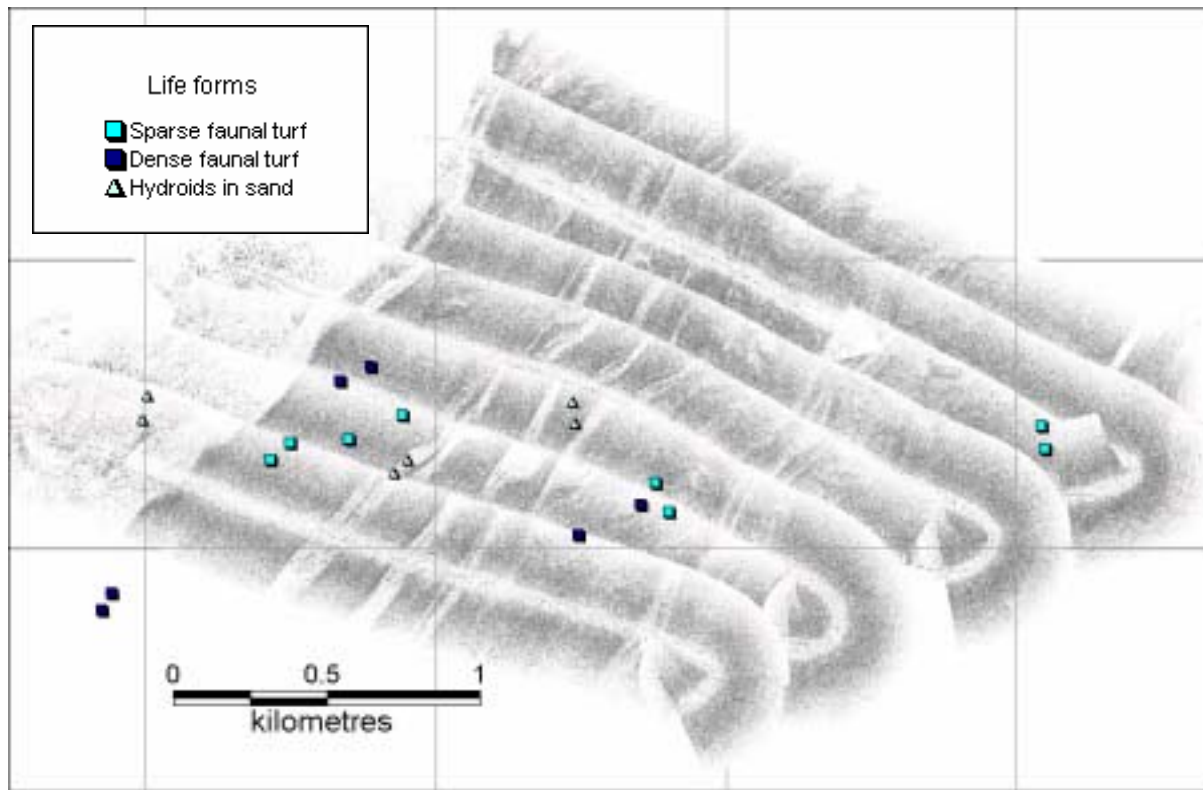 Life forms
Sparse faunal turf
Dense faunal turf
Hydroids in sand
0 0.5 1
kilometres